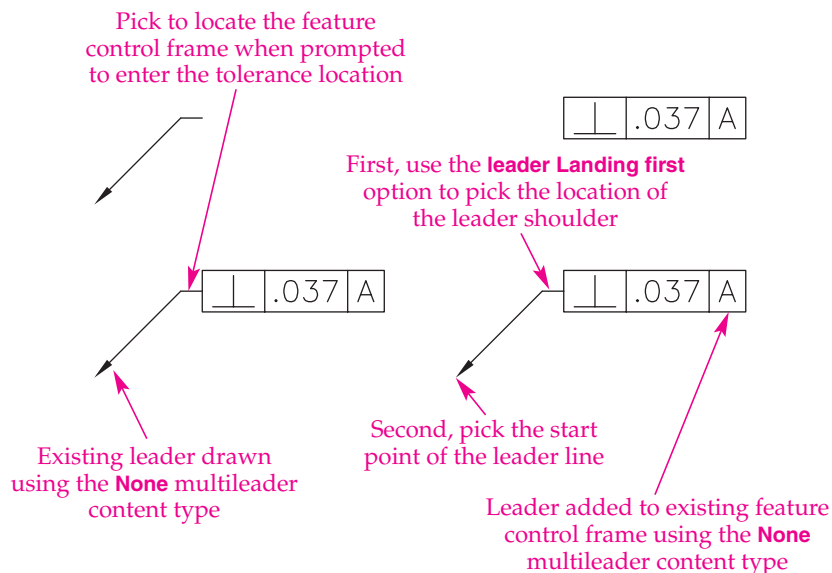 Pick to locate the feature
control frame when prompted
to enter the tolerance location
.037 A
First, use the leader Landing first
option to pick the location of
the leader shoulder
.037 A
.037 A
Existing leader drawn
using the None multileader
content type
Second, pick the start
point of the leader line
Leader added to existing feature
control frame using the None
multileader content type